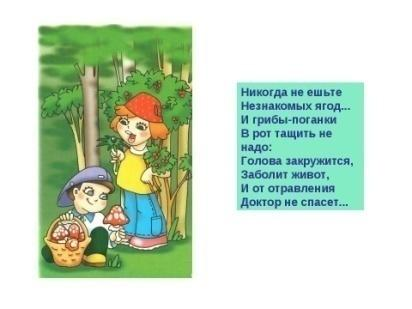 Никогда не ешьте
Незнакомых ягод...
И грибы-поганки
В рот тащить не
надо:
Голова закружится,
Заболит живот,
И от отравления
Доктор не спасет...